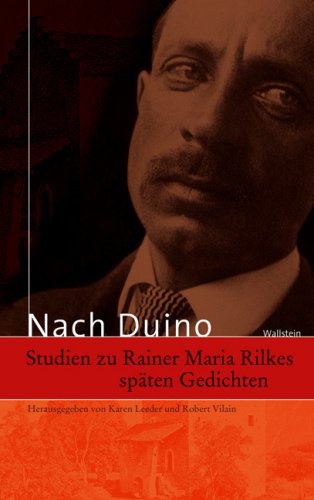 Nach Duino
Wallstein
Studien zu Rainer Maria Rilkes
späten Gedichten
Herausgegeben von Karen Leeder und Robert Vilain